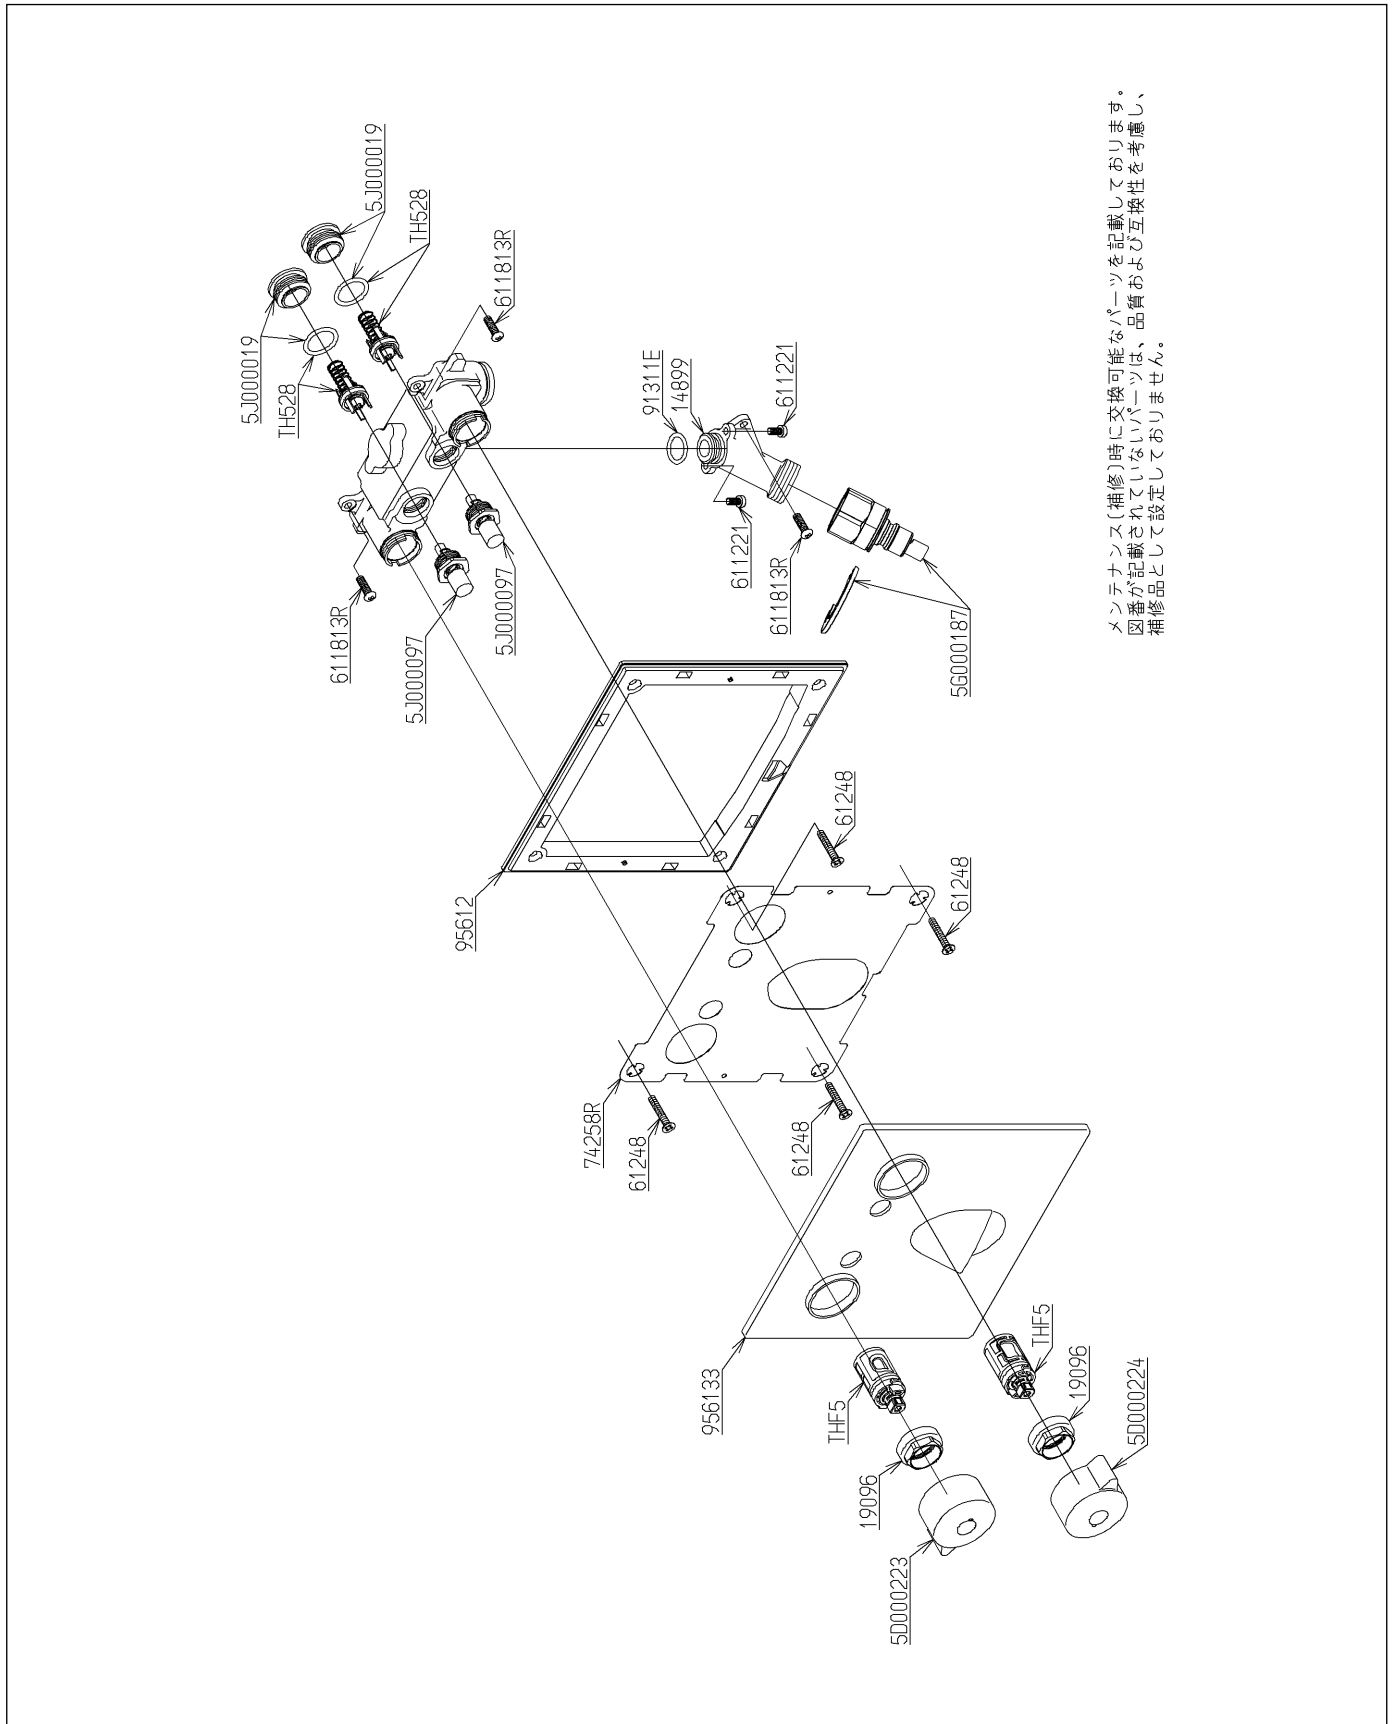 5J000019
TH528
5J000019
TH528
611813R
611813R
5J000097
5J000097
91311E
14899
611221
611221
611813R
5G000187
95612
61248
61248
74258R
61248
61248
956133
THF5
THF5
19096
19096
5D000223
5D000224
メンテナンス(補修)時に交換可能なパーツを記載しております。
図番が記載されていないパーツは、品質および互換性を考慮し、
補修品として設定しておりません。